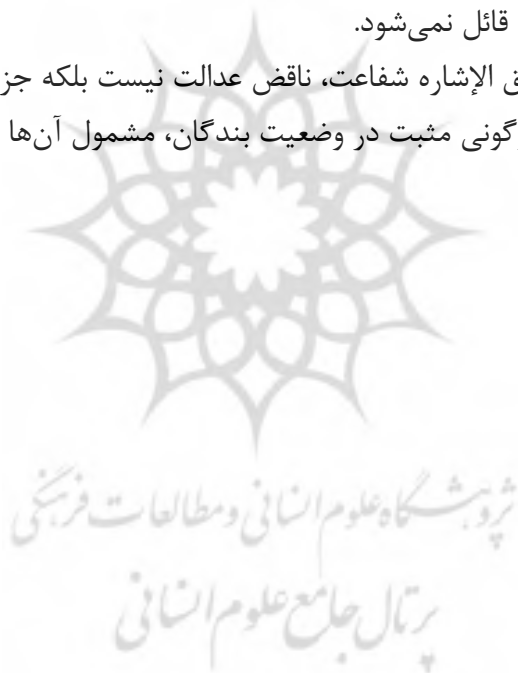 قائل نمی‌شود.
ق الإشاره شفاعت، ناقض عدالت نیست بلکه جز
گونی مثبت در وضعیت بندگان، مشمول آن‌ها
پژوهشگاه علوم انسانی و مطالعات فرهنگی
پرتال جامع علوم انسانی